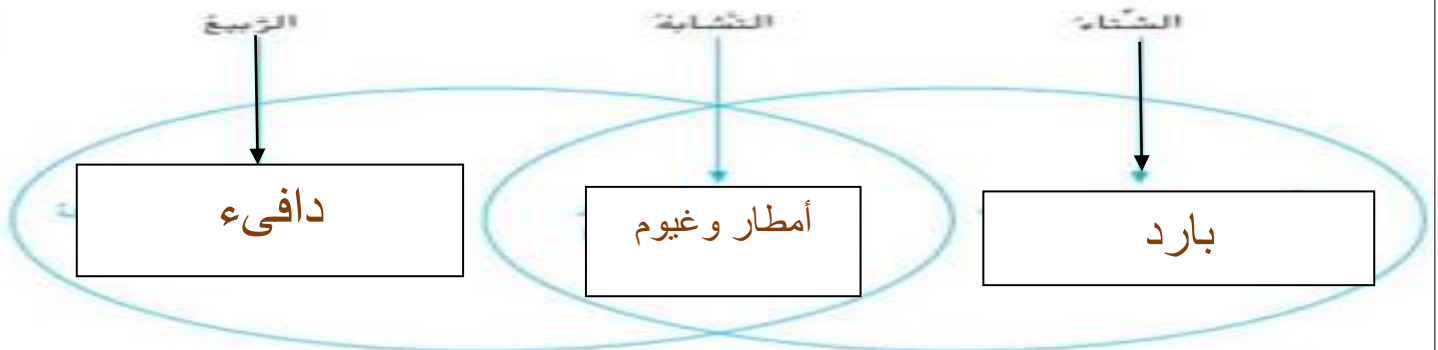 الشتاء
التشابه
الربيع
بارد
أمطار وغيوم
دافىء